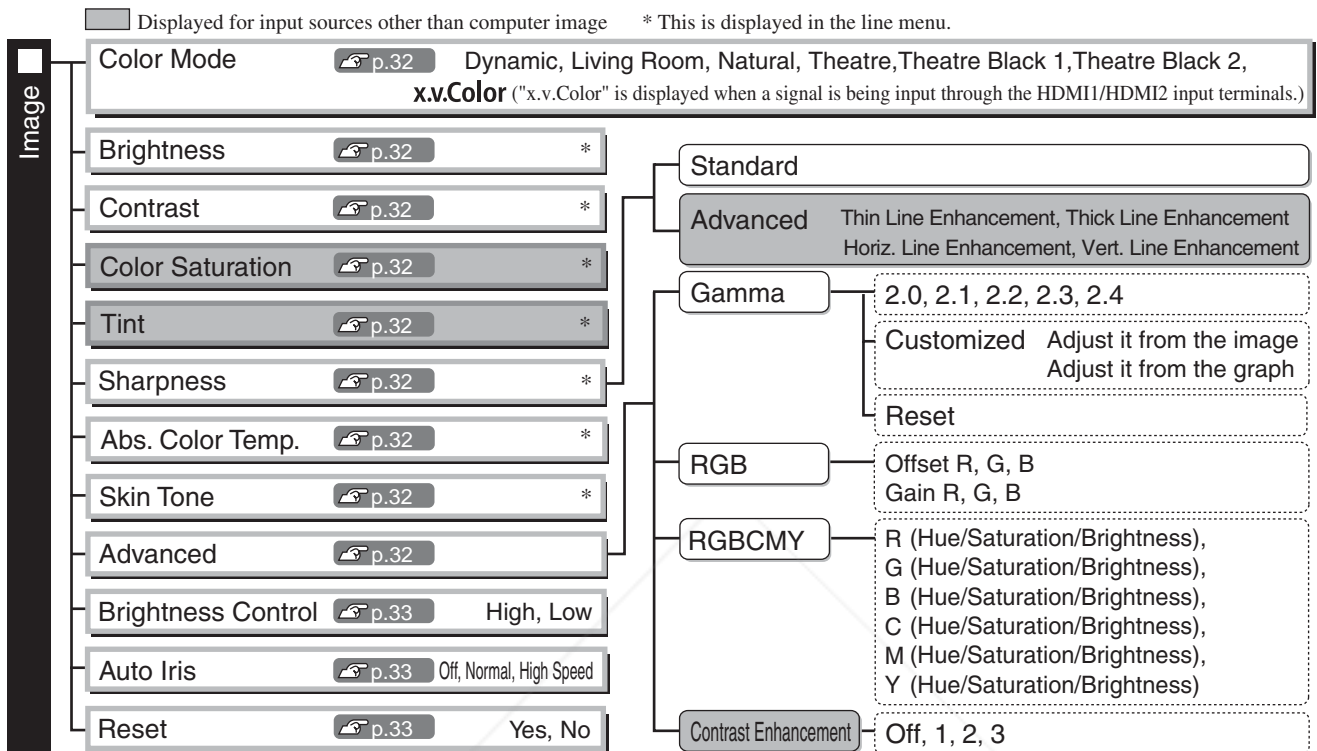 Displayed for input sources other than computer image * This is displayed in the line menu.
Image
Color Mode p.32 Dynamic, Living Room, Natural, Theatre,Theatre Black 1,Theatre Black 2,
x.v.Color ("x.v.Color" is displayed when a signal is being input through the HDMI1/HDMI2 input terminals.)
Brightness p.32 *
Contrast p.32 *
Color Saturation p.32 *
Tint p.32 *
Sharpness p.32 *
Abs. Color Temp. p.32 *
Skin Tone p.32 *
Advanced p.32
Brightness Control p.33 High, Low
Auto Iris p.33 Off, Normal, High Speed
Reset p.33 Yes, No
Standard
Advanced Thin Line Enhancement, Thick Line Enhancement
Horiz. Line Enhancement, Vert. Line Enhancement
Gamma 2.0, 2.1, 2.2, 2.3, 2.4
Customized Adjust it from the image
Adjust it from the graph
Reset
RGB Offset R, G, B
Gain R, G, B
RGBCMY R (Hue/Saturation/Brightness),
G (Hue/Saturation/Brightness),
B (Hue/Saturation/Brightness),
C (Hue/Saturation/Brightness),
M (Hue/Saturation/Brightness),
Y (Hue/Saturation/Brightness)
Contrast Enhancement Off, 1, 2, 3